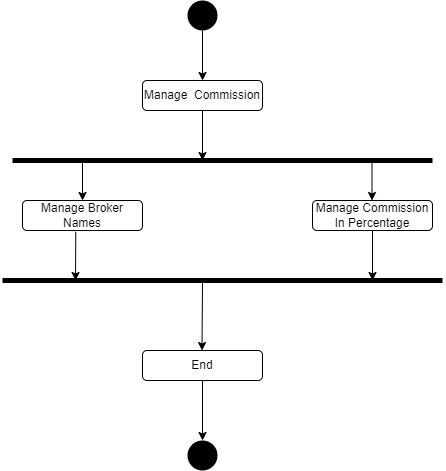 Manage  Commission
Manage Broker
Names
Manage Commission
In Percentage
End